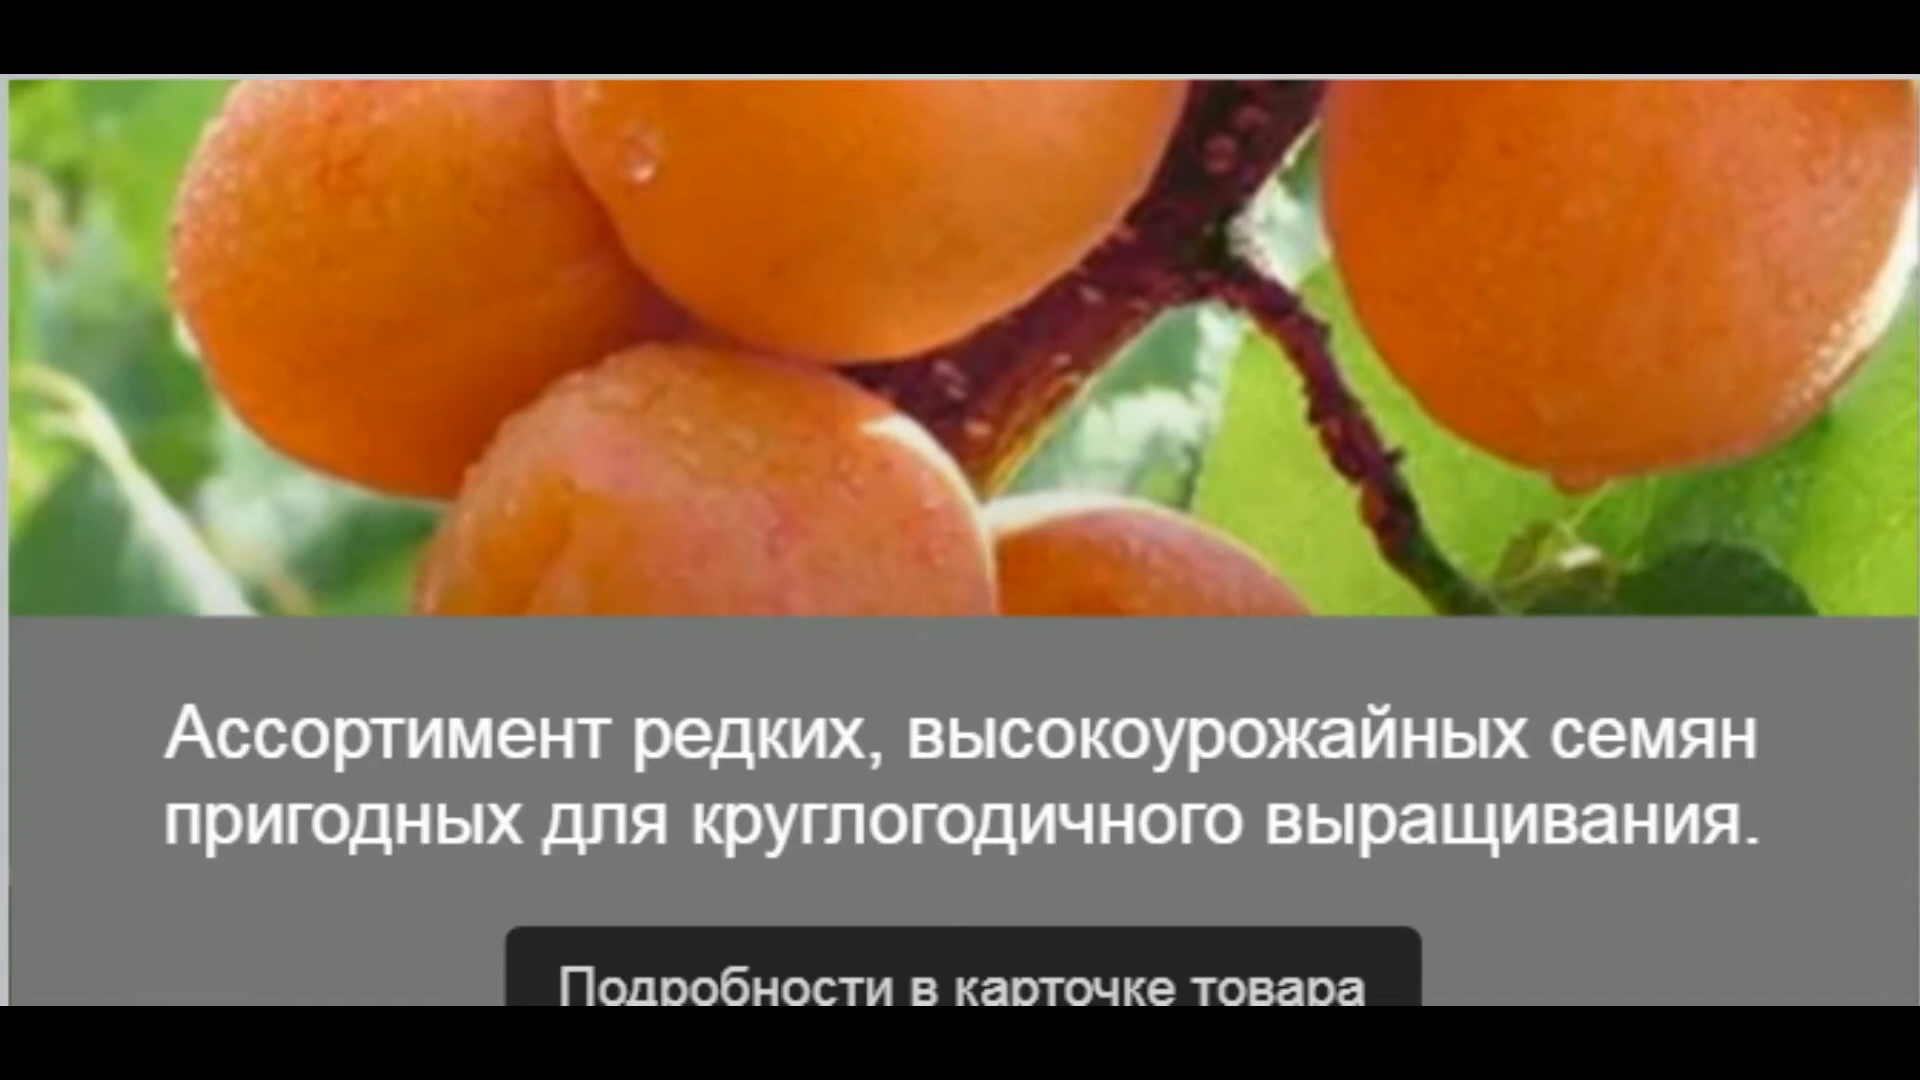 Ассортимент редких, высокоурожайных семян
пригодных для круглогодичного выращивания.
Подробности в карточке товара